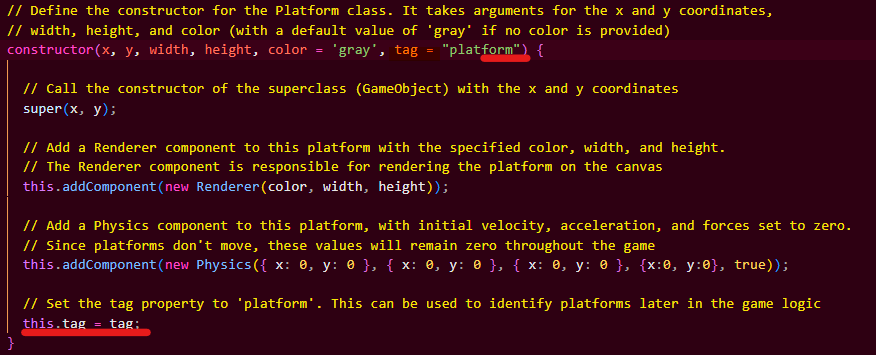 // Define the constructor for the Platform class. It takes arguments for the x and y coordinates,
// width, height, and color (with a default value of 'gray' if no color is provided)
constructor(x, y, width, height, color = 'gray', tag = "platform") {
// Call the constructor of the superclass (GameObject) with the x and y coordinates
super(x, y);
// Add a Renderer component to this platform with the specified color, width, and height.
// The Renderer component is responsible for rendering the platform on the canvas
this.addComponent(new Renderer(color, width, height));
// Add a Physics component to this platform, with initial velocity, acceleration, and forces set to zero.
// Since platforms don't move, these values will remain zero throughout the game
this.addComponent(new Physics({ x: 0, y: 0 }, { x: 0, y: 0 }, { x: 0, y: 0 }, {x:0, y:0}, true));
// Set the tag property to 'platform'. This can be used to identify platforms later in the game logic
this.tag = tag;
}